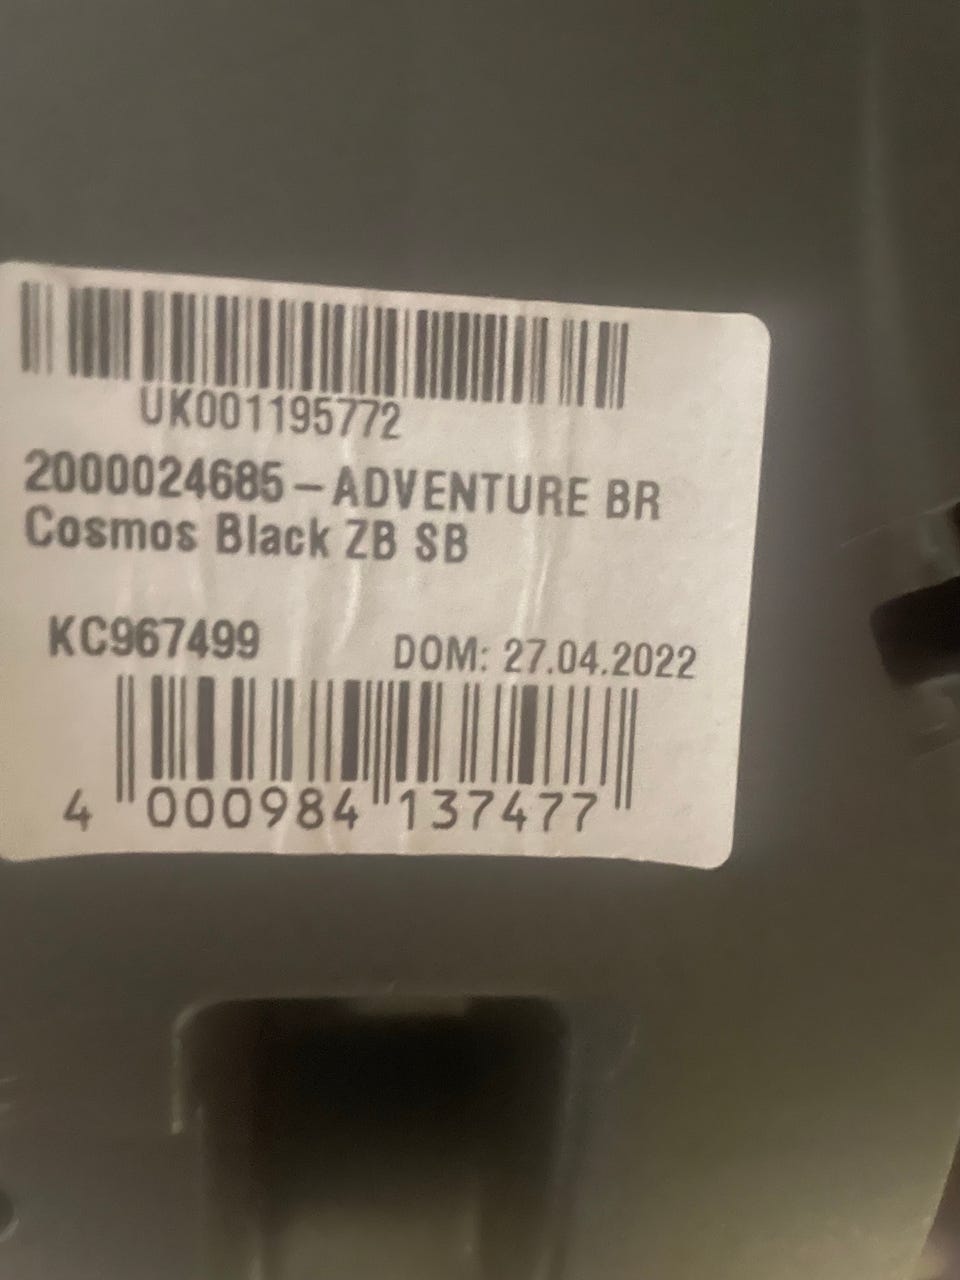 UK001195772
2000024685 – ADVENTURE BR
Cosmos Black ZB SB
KC967499 DOM: 27.04.2022
4 000984 137477